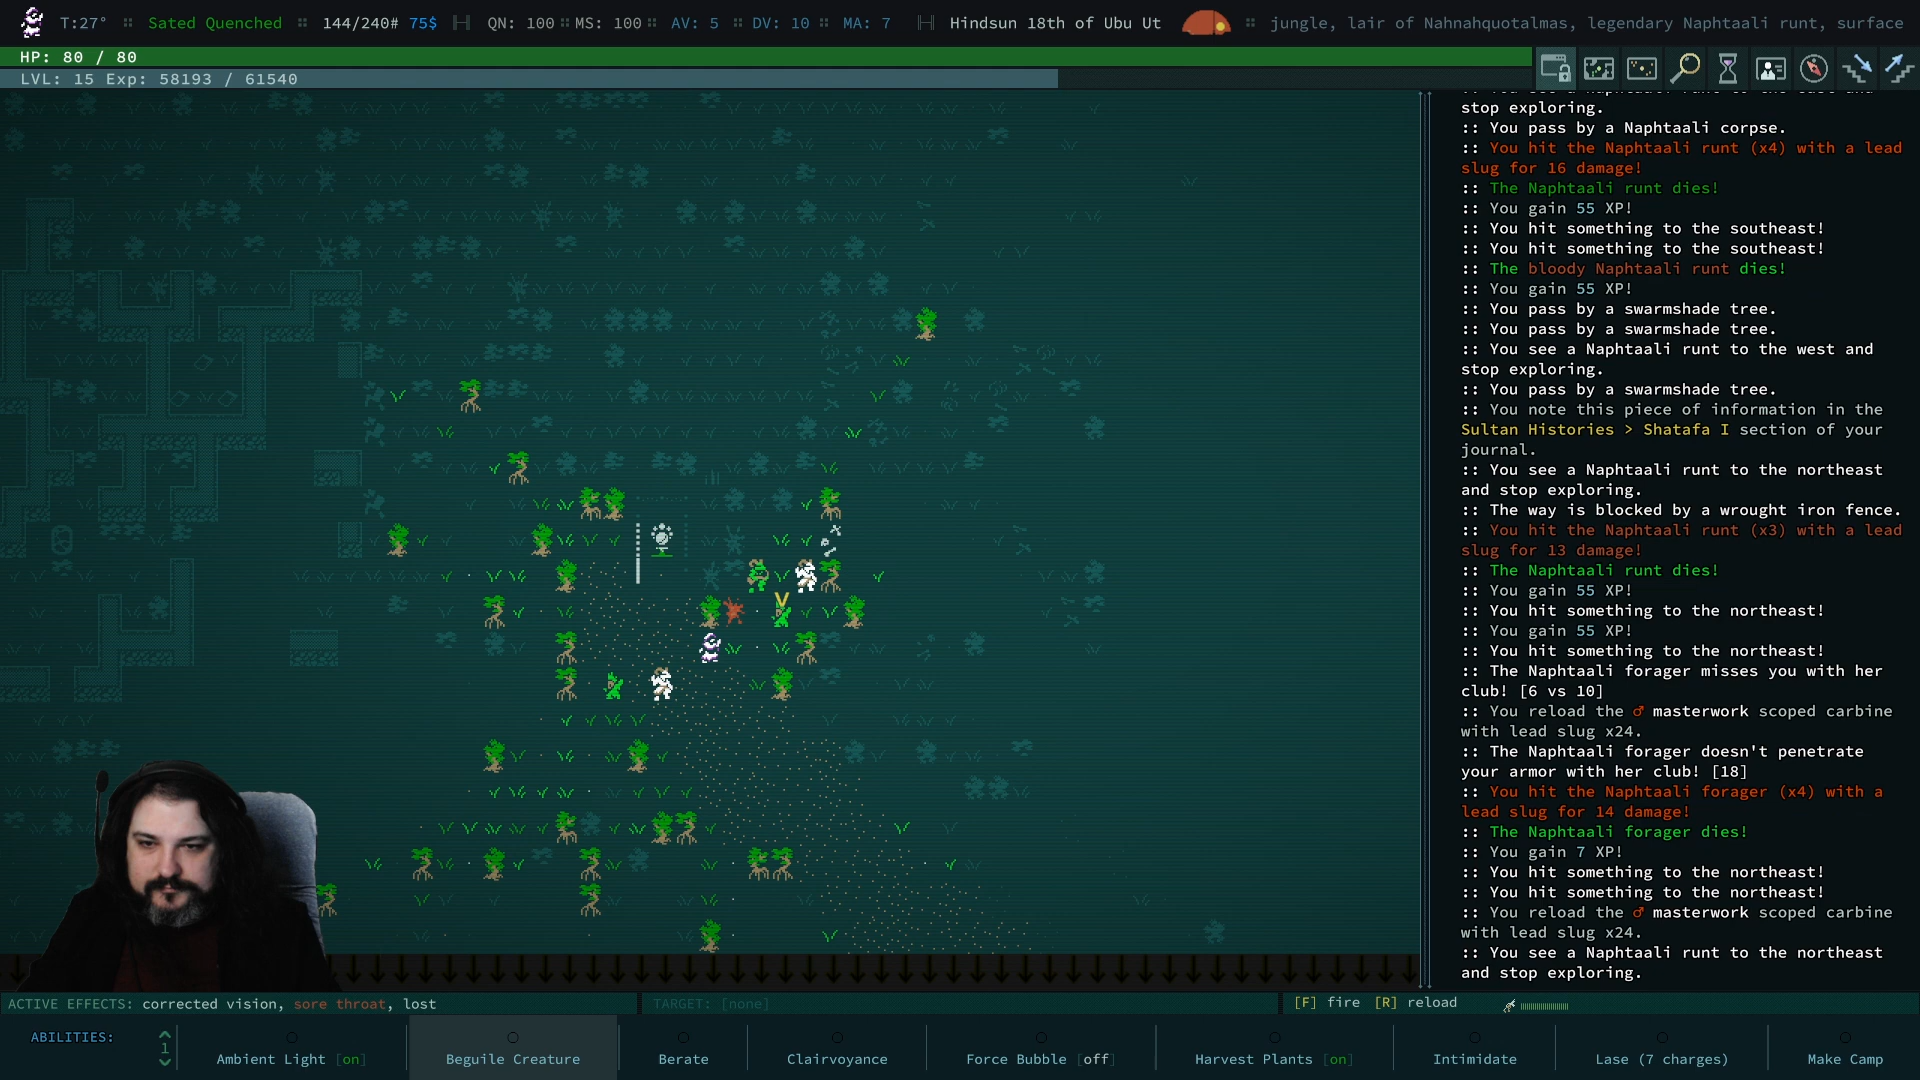 T:27° :: Sated Quenched :: 144/240# 75$ QN: 100 :: MS: 100 :: AV: 5 :: DV: 10 :: MA: 7 Hindsun 18th of Ubu Ut :: jungle, lair of Nahnahquotalmas, legendary Naphtaali runt, surface
HP: 80 / 80
LVL: 15 Exp: 58193 / 61540
stop exploring.
:: You pass by a Naphtaali corpse.
:: You hit the Naphtaali runt (x4) with a lead
slug for 16 damage!
:: The Naphtaali runt dies!
:: You gain 55 XP!
:: You hit something to the southeast!
:: You hit something to the southeast!
:: The bloody Naphtaali runt dies!
:: You gain 55 XP!
:: You pass by a swarmshade tree.
:: You pass by a swarmshade tree.
:: You see a Naphtaali runt to the west and
stop exploring.
:: You pass by a swarmshade tree.
:: You note this piece of information in the
Sultan Histories > Shatafa I section of your
journal.
:: You see a Naphtaali runt to the northeast
and stop exploring.
:: The way is blocked by a wrought iron fence.
:: You hit the Naphtaali runt (x3) with a lead
slug for 13 damage!
:: The Naphtaali runt dies!
:: You gain 55 XP!
:: You hit something to the northeast!
:: You gain 55 XP!
:: You hit something to the northeast!
:: The Naphtaali forager misses you with her
club! [6 vs 10]
:: You reload the ♂ masterwork scoped carbine
with lead slug x24.
:: The Naphtaali forager doesn't penetrate
your armor with her club! [18]
:: You hit the Naphtaali forager (x4) with a
lead slug for 14 damage!
:: The Naphtaali forager dies!
:: You gain 7 XP!
:: You hit something to the northeast!
:: You hit something to the northeast!
:: You reload the ♂ masterwork scoped carbine
with lead slug x24.
:: You see a Naphtaali runt to the northeast
and stop exploring.
ACTIVE EFFECTS: corrected vision, sore throat, lost
TARGET: [none]
[F] fire [R] reload
ABILITIES:
1
Ambient Light [on]
Beguile Creature
Berate
Clairvoyance
Force Bubble [off]
Harvest Plants [on]
Intimidate
Lase (7 charges)
Make Camp